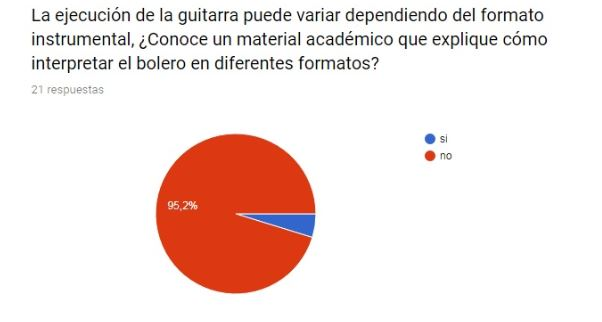 La ejecución de la guitarra puede variar dependiendo del formato
instrumental, ¿Conoce un material académico que explique cómo
interpretar el bolero en diferentes formatos?
21 respuestas
si
no
95,2%